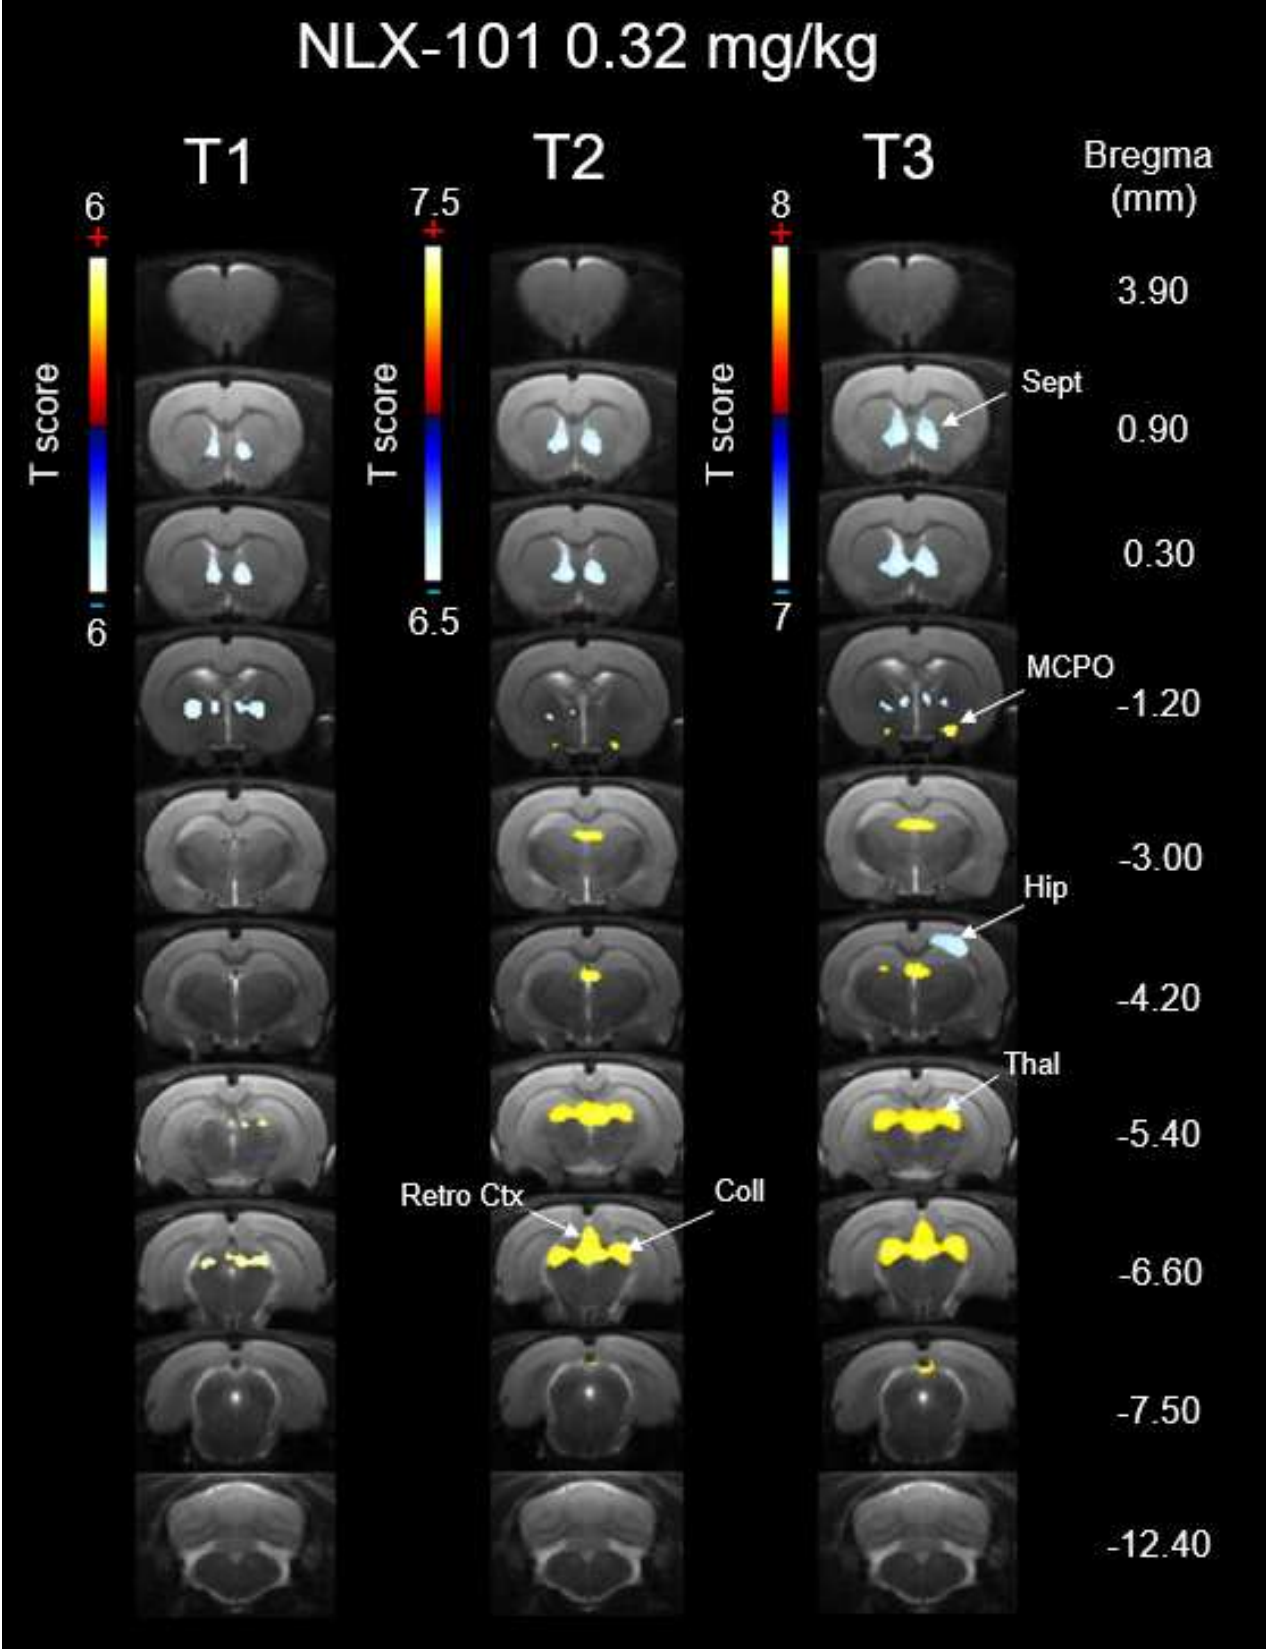 NLX-101 0.32 mg/kg
T1
T2
T3
Bregma
(mm)
6
+
7.5
+
8
+
T score
T score
T score
-
6
-
6.5
-
7
3.90
Sept
0.90
0.30
MCPO
-1.20
-3.00
Hip
-4.20
Thal
-5.40
Retro Ctx
Coll
-6.60
-7.50
-12.40